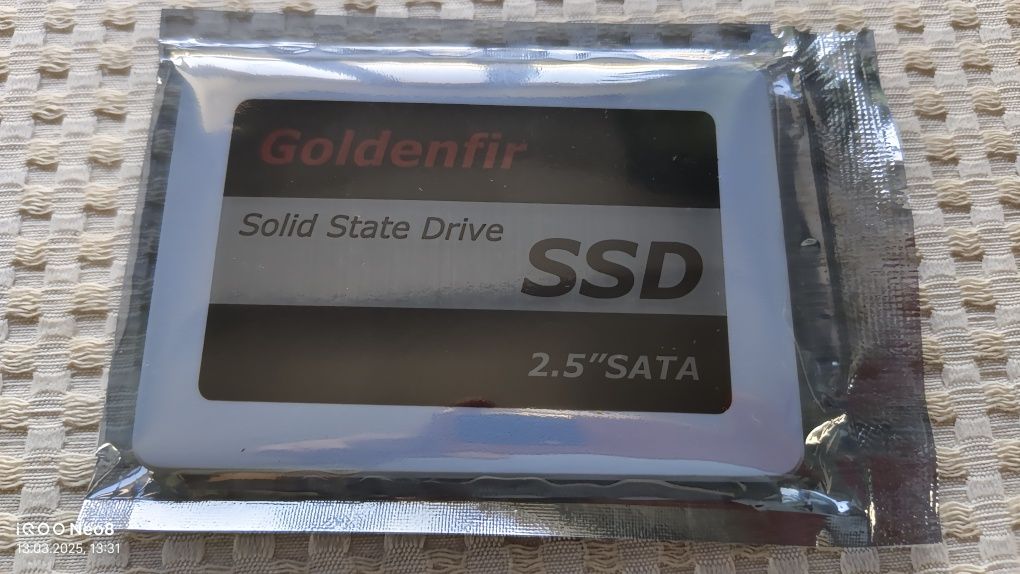 Goldenfir
Solid State Drive
SSD
2.5"SATA
iQOO Neo8
13.03.2025, 13:31